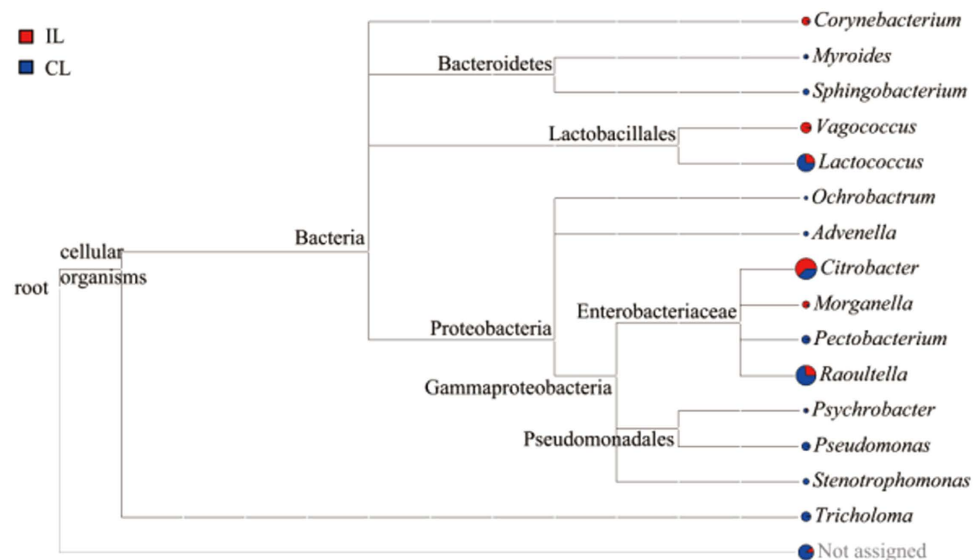 IL
CL
Corynebacterium
Bacteroidetes
Myroides
Sphingobacterium
Lactobacillales
Vagococcus
Lactococcus
Ochrobactrum
Advenella
Bacteria
cellular
organisms
root
Citrobacter
Enterobacteriaceae
Morganella
Proteobacteria
Pectobacterium
Raoultella
Gammaproteobacteria
Psychrobacter
Pseudomonadales
Pseudomonas
Stenotrophomonas
Tricholoma
Not assigned